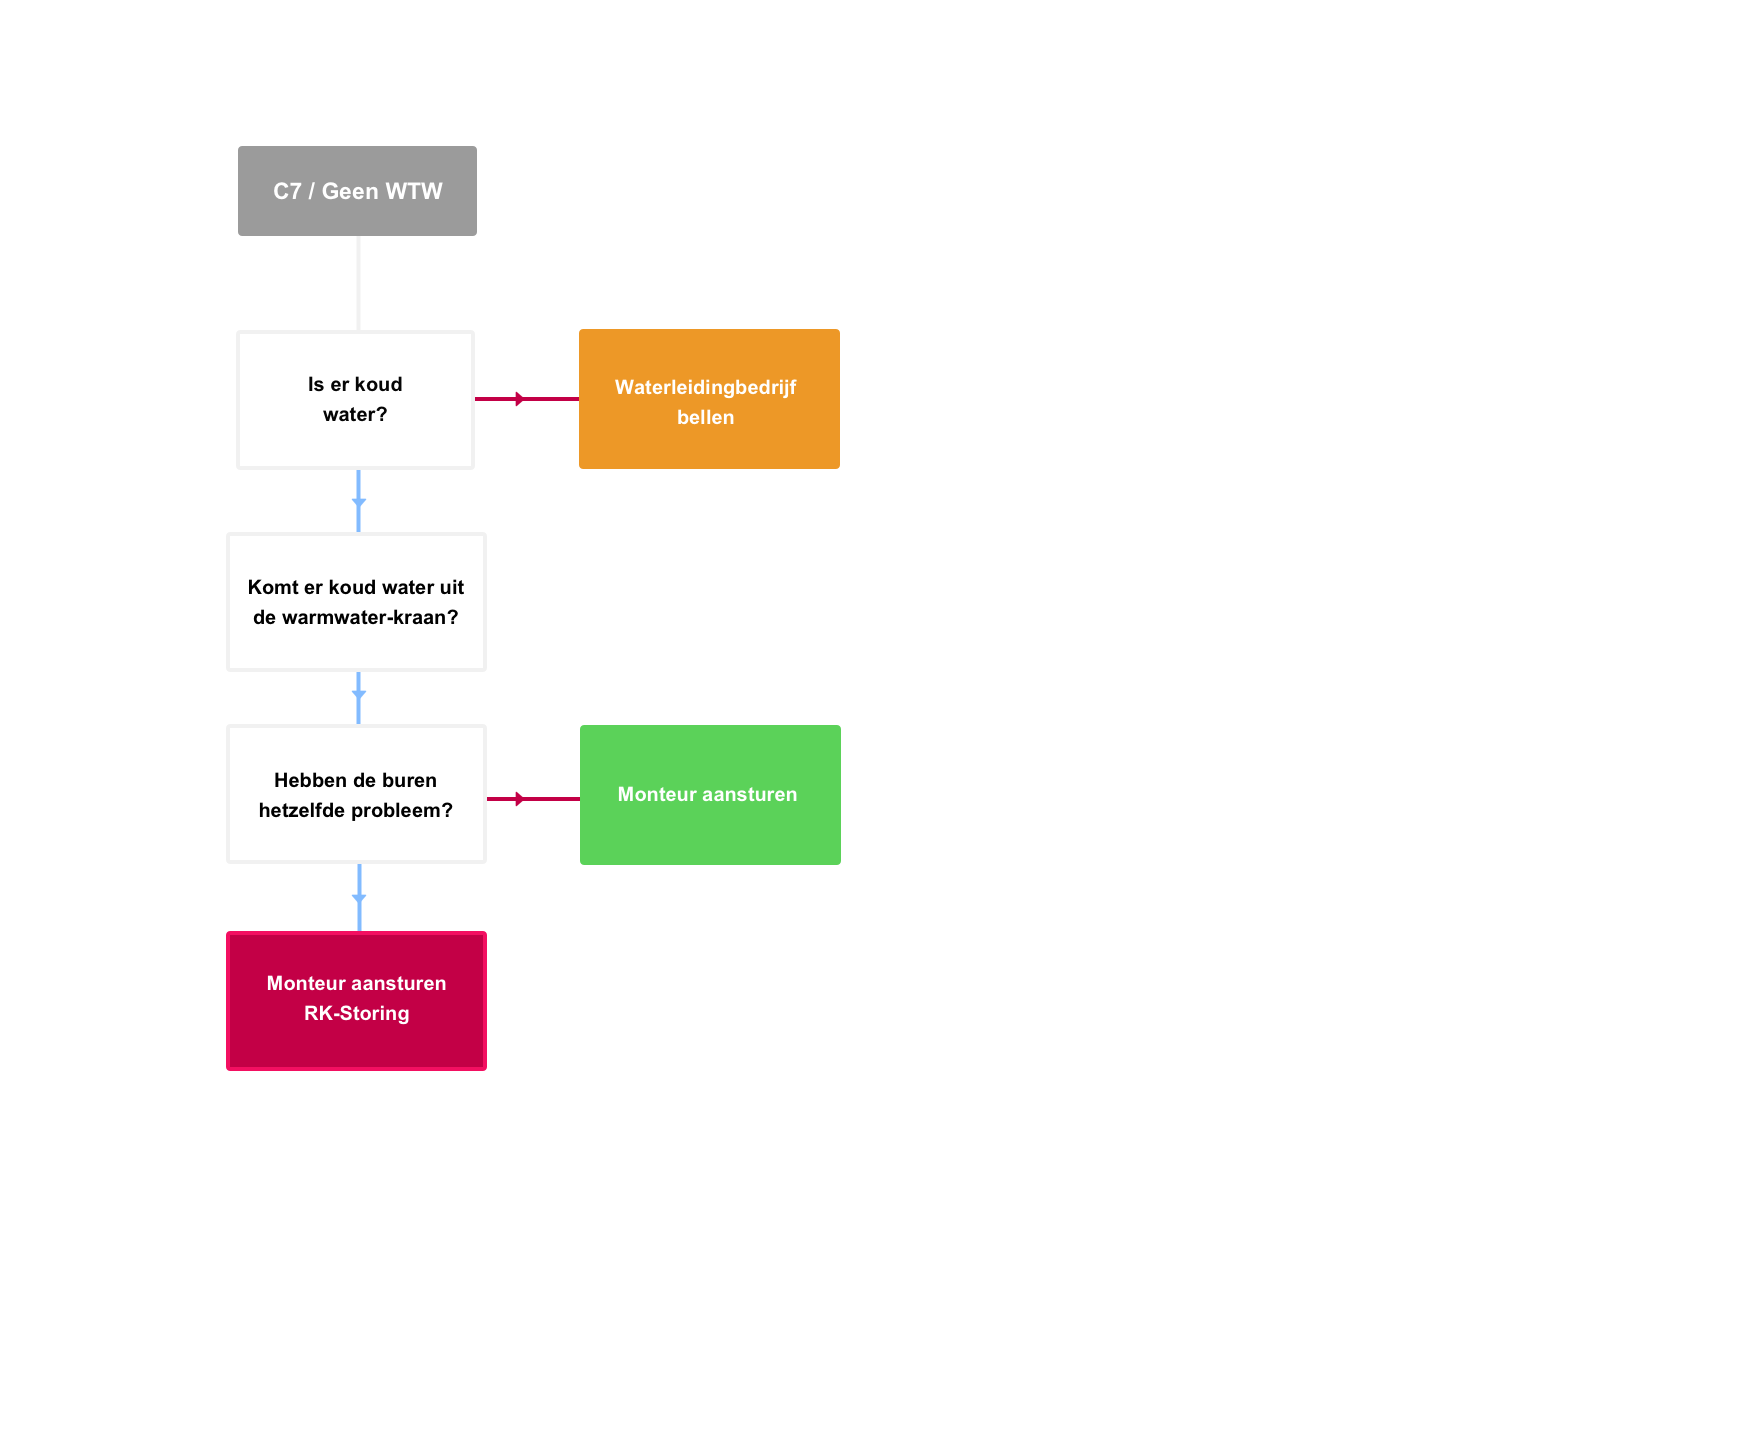 C7 / Geen WTW
Is er koud
water?
Waterleidingbedrijf
bellen
Komt er koud water uit
de warmwater-kraan?
Hebben de buren
hetzelfde probleem?
Monteur aansturen
Monteur aansturen
RK-Storing